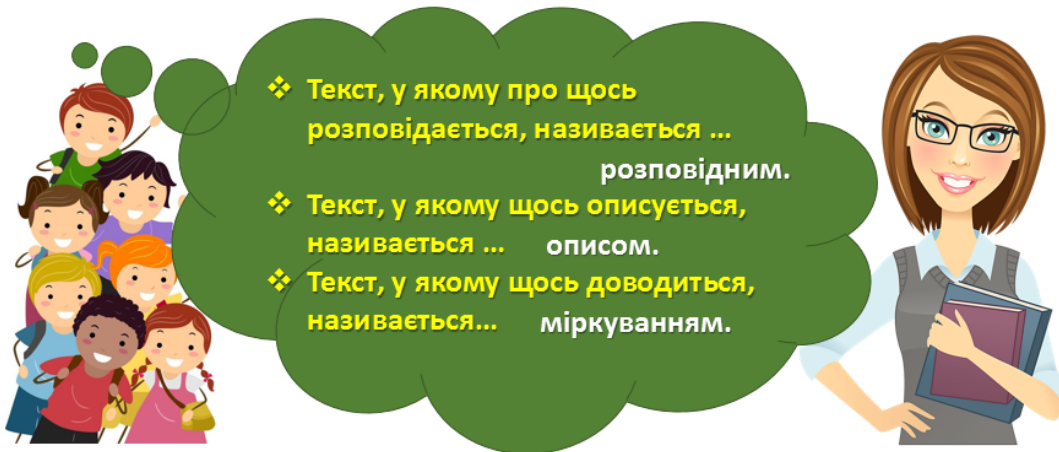 ❖ Текст, у якому про щось
розповідається, називається ...
розповідним.
❖ Текст, у якому щось описується,
називається ... описом.
❖ Текст, у якому щось доводиться,
називається... міркуванням.